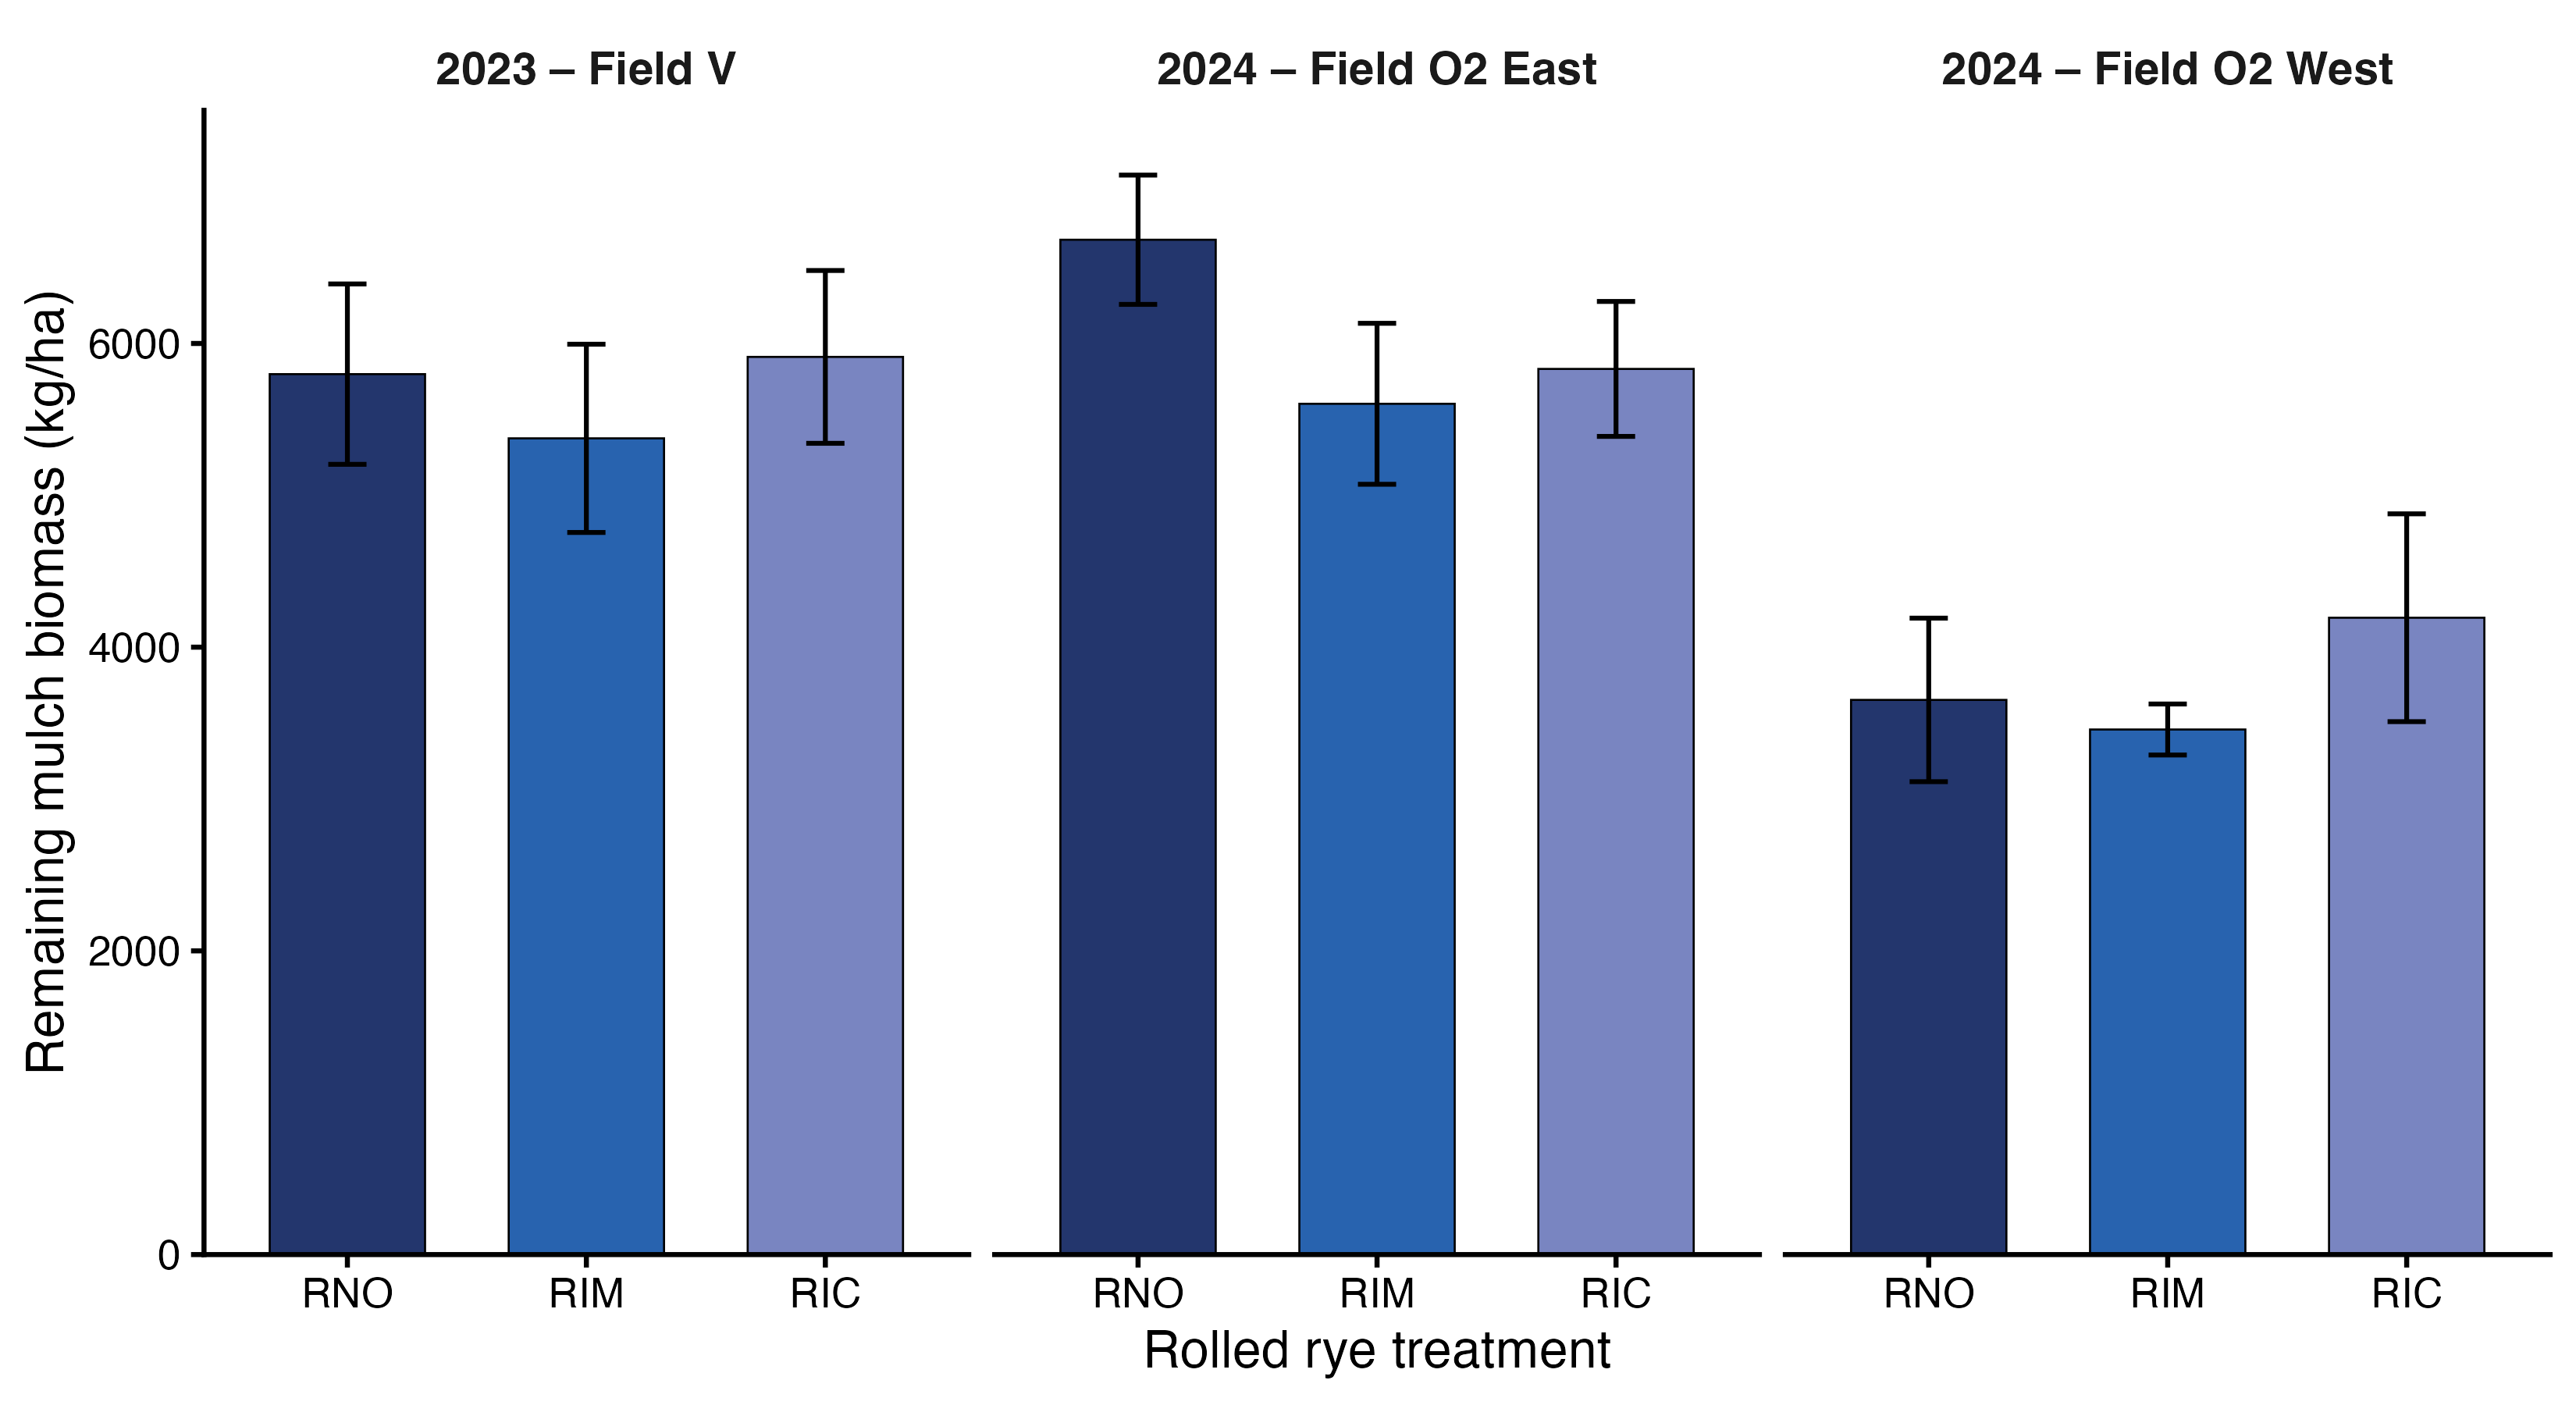 2023 – Field V
2024 – Field O2 East
2024 – Field O2 West
Remaining mulch biomass (kg/ha)
6000
4000
2000
0
RNO RIM RIC RNO RIM RIC RNO RIM RIC
Rolled rye treatment